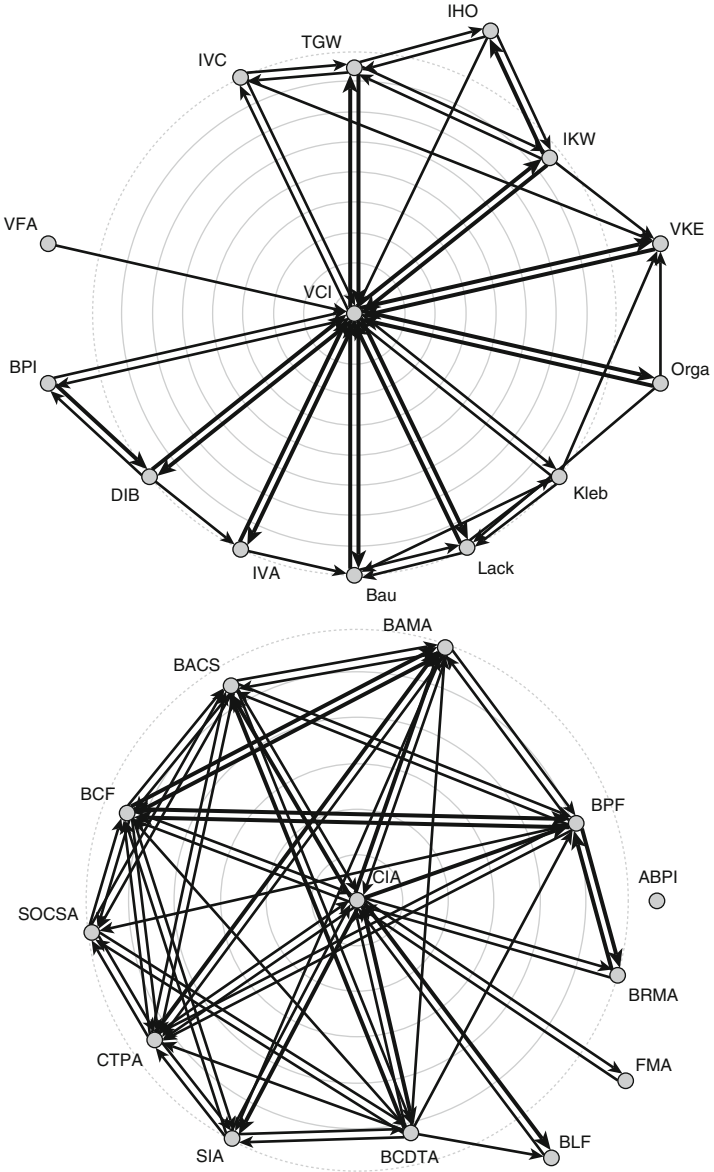 IHO
TGW
IVC
IKW
VFA
VKE
VCI
BPI
Orga
DIB
Kleb
IVA
Lack
Bau
BAMA
BACS
BCF
BPF
CIA
ABPI
SOCSA
BRMA
CTPA
FMA
SIA
BCDTA
BLF